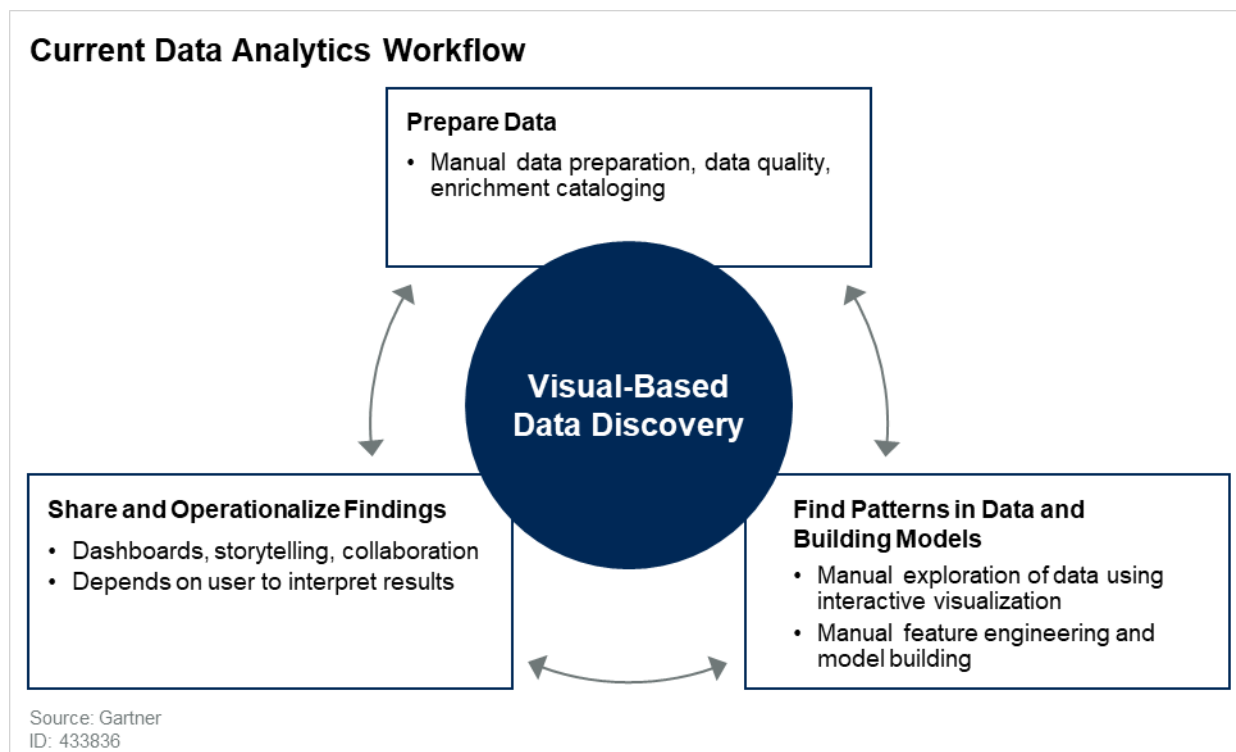 Current Data Analytics Workflow
Prepare Data
• Manual data preparation, data quality,
enrichment cataloging
Visual-Based
Data Discovery
Share and Operationalize Findings
• Dashboards, storytelling, collaboration
• Depends on user to interpret results
Find Patterns in Data and
Building Models
• Manual exploration of data using
interactive visualization
• Manual feature engineering and
model building
Source: Gartner
ID: 433836